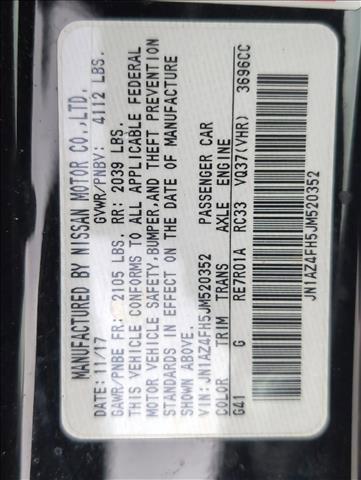 MANUFACTURED BY NISSAN MOTOR CO.,LTD.
DATE: 11/17 GVWR/PNBV: 4112 LBS.
GAWR/PNBE FR: 2105 LBS. RR: 2039 LBS.
THIS VEHICLE CONFORMS TO ALL APPLICABLE FEDERAL
MOTOR VEHICLE SAFETY,BUMPER,AND THEFT PREVENTION
STANDARDS IN EFFECT ON THE DATE OF MANUFACTURE
SHOWN ABOVE.
VIN: JN1AZ4FH5JM520352 PASSENGER CAR
COLOR TRIM TRANS AXLE ENGINE
G41 G RE7R01A RC33 VQ37(VHR) 3696CC
JN1AZ4FH5JM520352